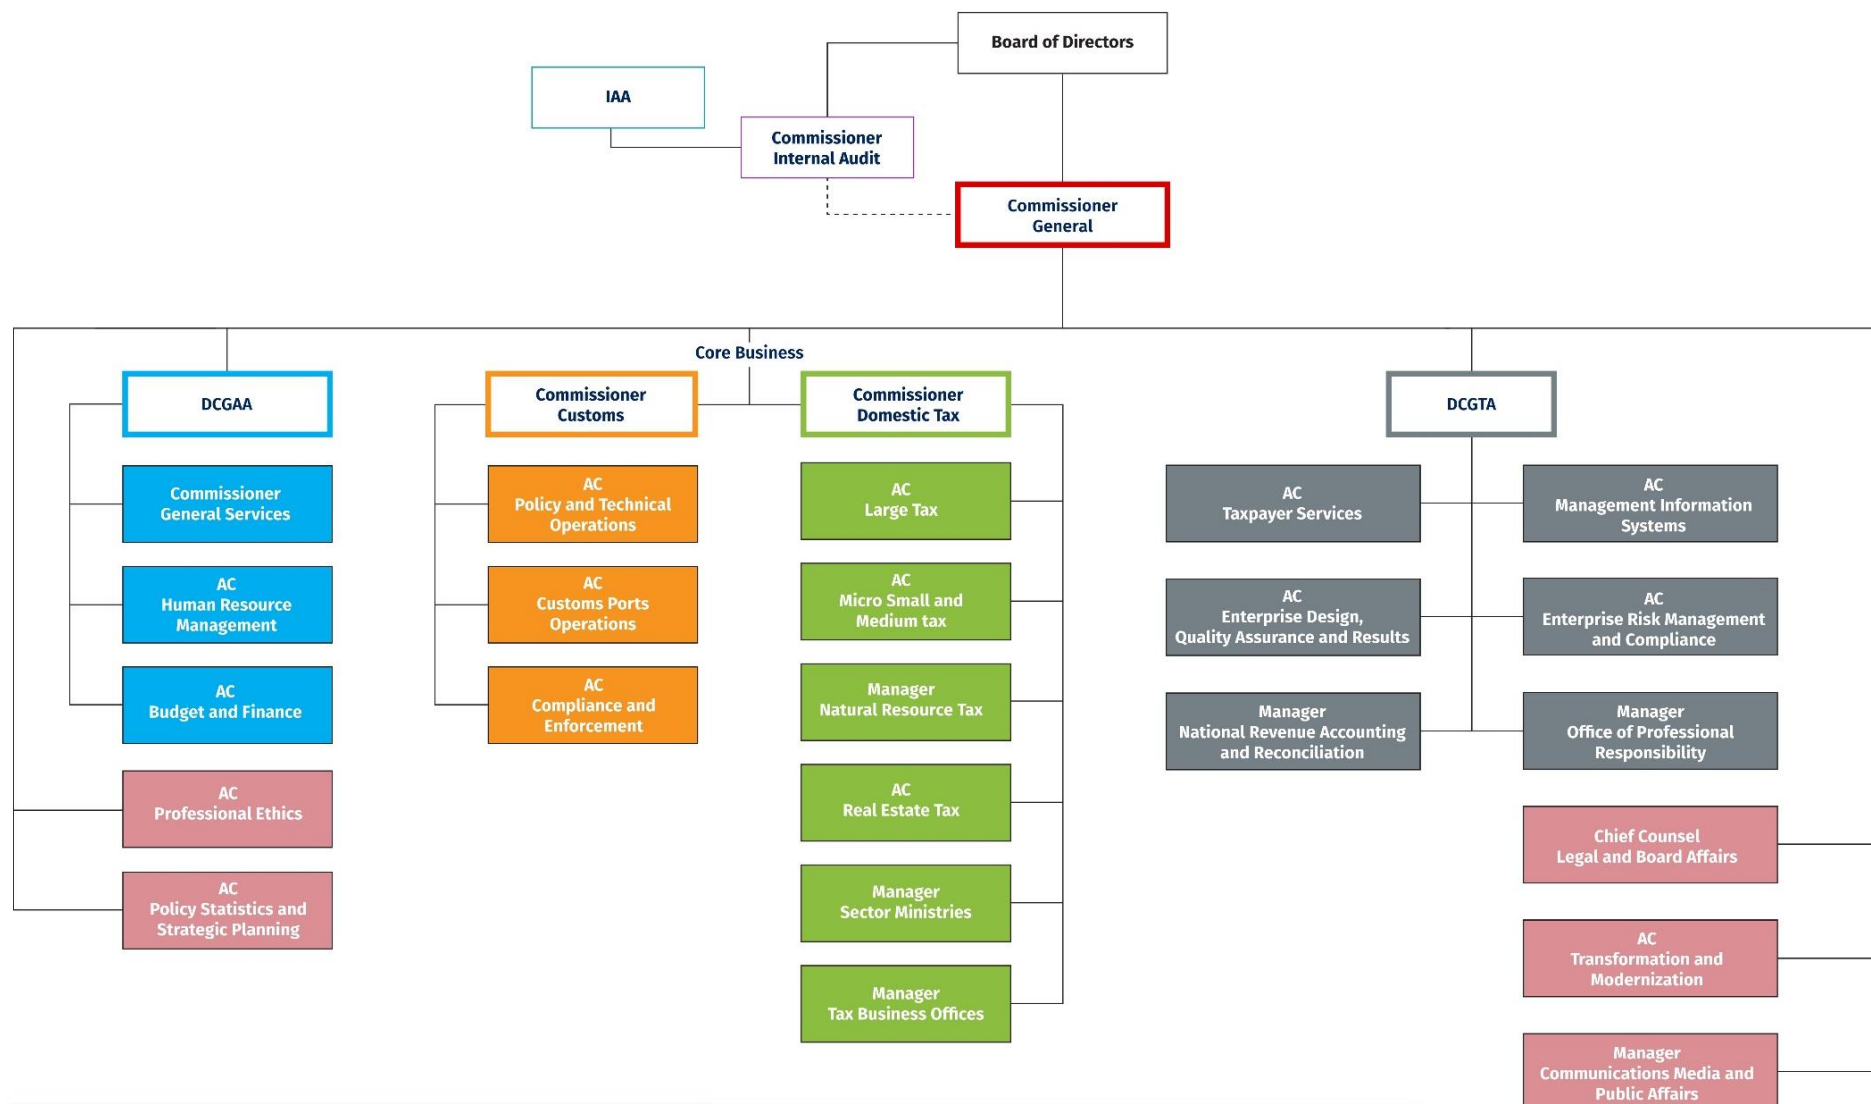 Board of Directors
IAA
Commissioner
Internal Audit
Commissioner
General
Core Business
DCGAA
Commissioner
General Services
AC
Human Resource
Management
AC
Budget and Finance
AC
Professional Ethics
AC
Policy Statistics and
Strategic Planning
Commissioner
Customs
AC
Policy and Technical
Operations
AC
Customs Ports
Operations
AC
Compliance and
Enforcement
Commissioner
Domestic Tax
AC
Large Tax
AC
Micro Small and
Medium tax
Manager
Natural Resource Tax
AC
Real Estate Tax
Manager
Sector Ministries
Manager
Tax Business Offices
DCGTA
AC
Taxpayer Services
AC
Enterprise Design,
Quality Assurance and Results
Manager
National Revenue Accounting
and Reconciliation
AC
Management Information
Systems
AC
Enterprise Risk Management
and Compliance
Manager
Office of Professional
Responsibility
Chief Counsel
Legal and Board Affairs
AC
Transformation and
Modernization
Manager
Communications Media and
Public Affairs